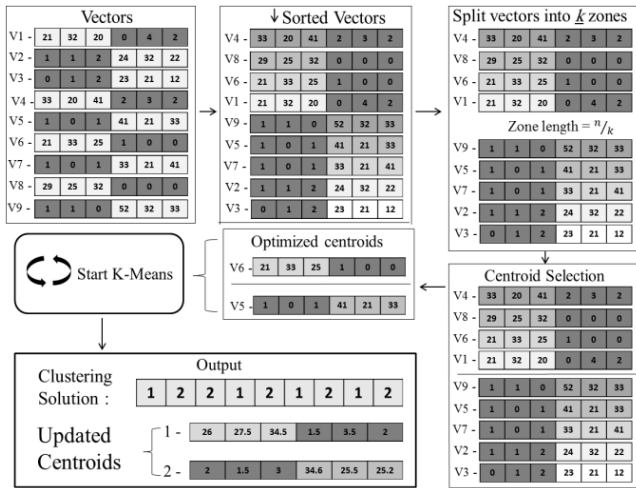 Vectors
V1 - 21 32 20 0 4 2
V2 - 1 1 2 24 32 22
V3 - 0 1 2 23 21 12
V4 - 33 20 41 2 3 2
V5 - 1 0 1 41 21 33
V6 - 21 33 25 1 0 0
V7 - 1 1 0 33 21 41
V8 - 29 25 32 0 0 0
V9 - 1 1 0 52 32 33
Sorted Vectors
V4 - 33 20 41 2 3 2
V8 - 29 25 32 0 0 0
V6 - 21 33 25 1 0 0
V1 - 21 32 20 0 4 2
V9 - 1 1 0 52 32 33
V5 - 1 0 1 41 21 33
V7 - 1 1 0 33 21 41
V2 - 1 1 2 24 32 22
V3 - 0 1 2 23 21 12
Split vectors into k zones
V4 - 33 20 41 2 3 2
V8 - 29 25 32 0 0 0
V6 - 21 33 25 1 0 0
V1 - 21 32 20 0 4 2
Zone length = n/k
V9 - 1 1 0 52 32 33
V5 - 1 0 1 41 21 33
V7 - 1 1 0 33 21 41
V2 - 1 1 2 24 32 22
V3 - 0 1 2 23 21 12
Centroid Selection
V4 - 33 20 41 2 3 2
V8 - 29 25 32 0 0 0
V6 - 21 33 25 1 0 0
V1 - 21 32 20 0 4 2
V9 - 1 1 0 52 32 33
V5 - 1 0 1 41 21 33
V7 - 1 1 0 33 21 41
V2 - 1 1 2 24 32 22
V3 - 0 1 2 23 21 12
Optimized centroids
V6 - 21 33 25 1 0 0
V5 - 1 0 1 41 21 33
Start K-Means
Output
Clustering
Solution :
1 2 2 1 2 1 2 1 2
Updated
Centroids
1 - 26 27.5 34.5 1.5 3.5 2
2 - 2 1.5 3 34.6 25.5 25.2